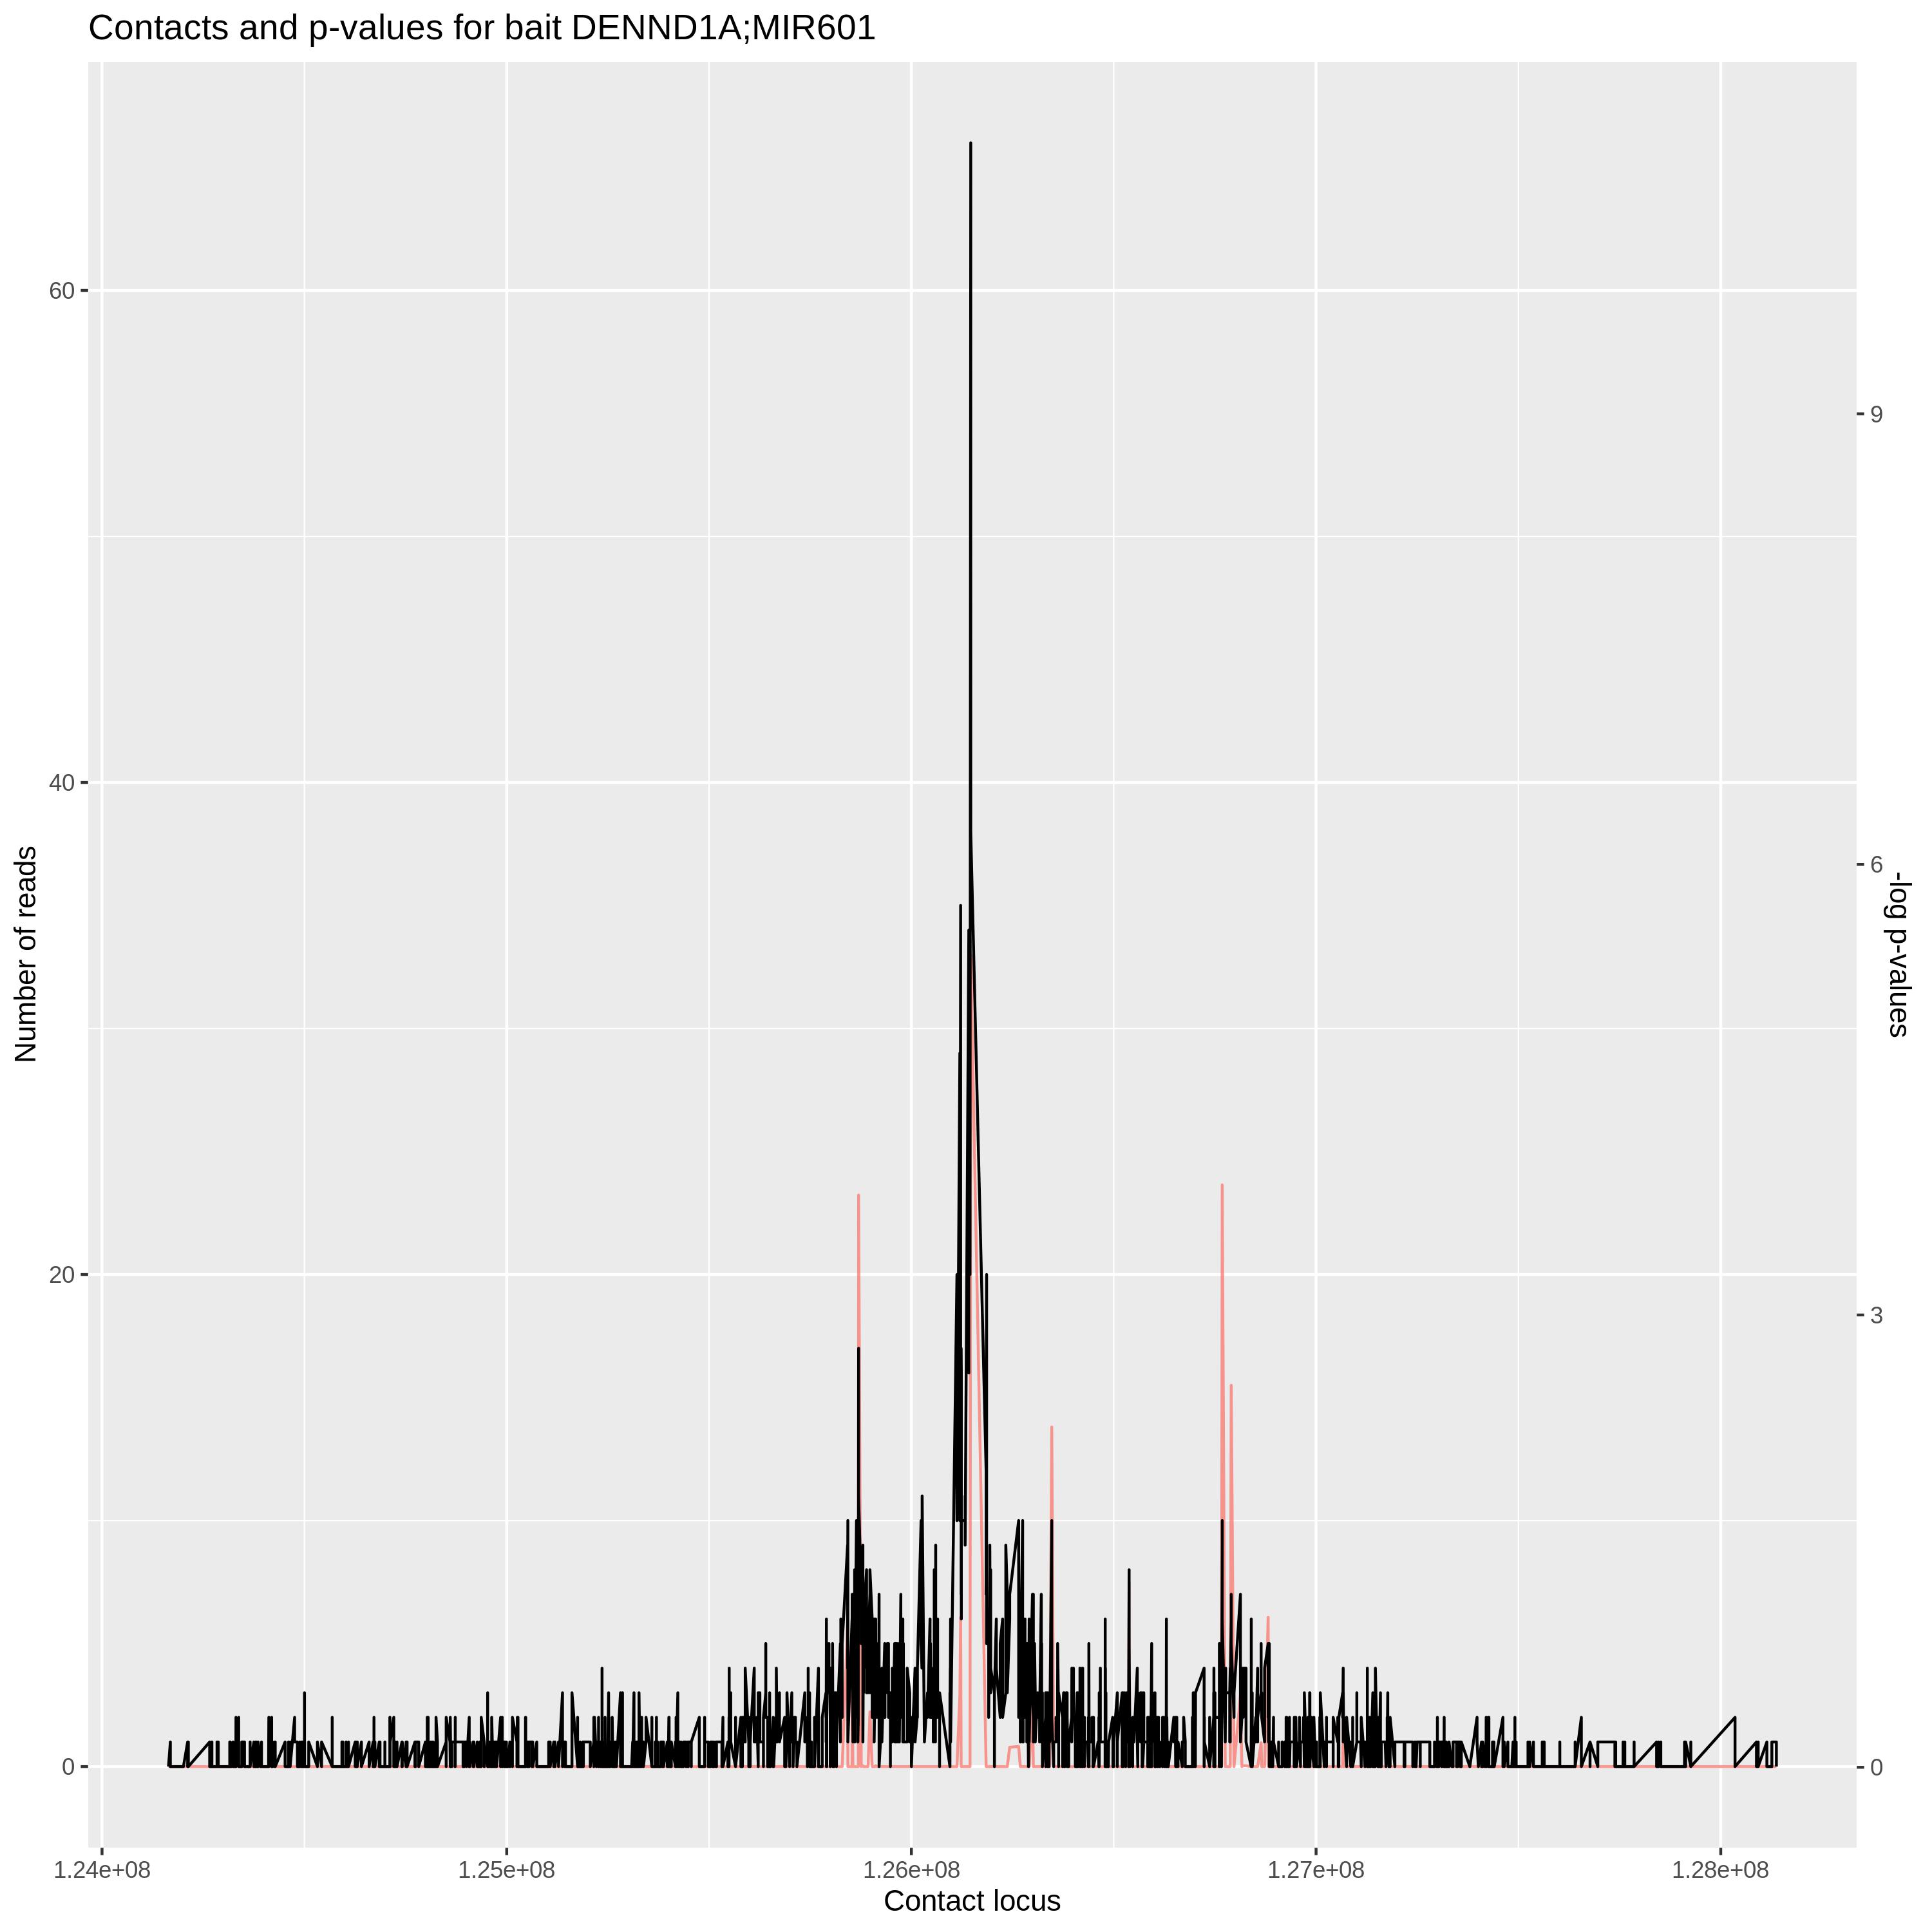 Contacts and p-values for bait DENND1A;MIR601
60
40
20
0
Number of reads
9
6
3
0
-log p-values
1.24e+08
1.25e+08
1.26e+08
1.27e+08
1.28e+08
Contact locus